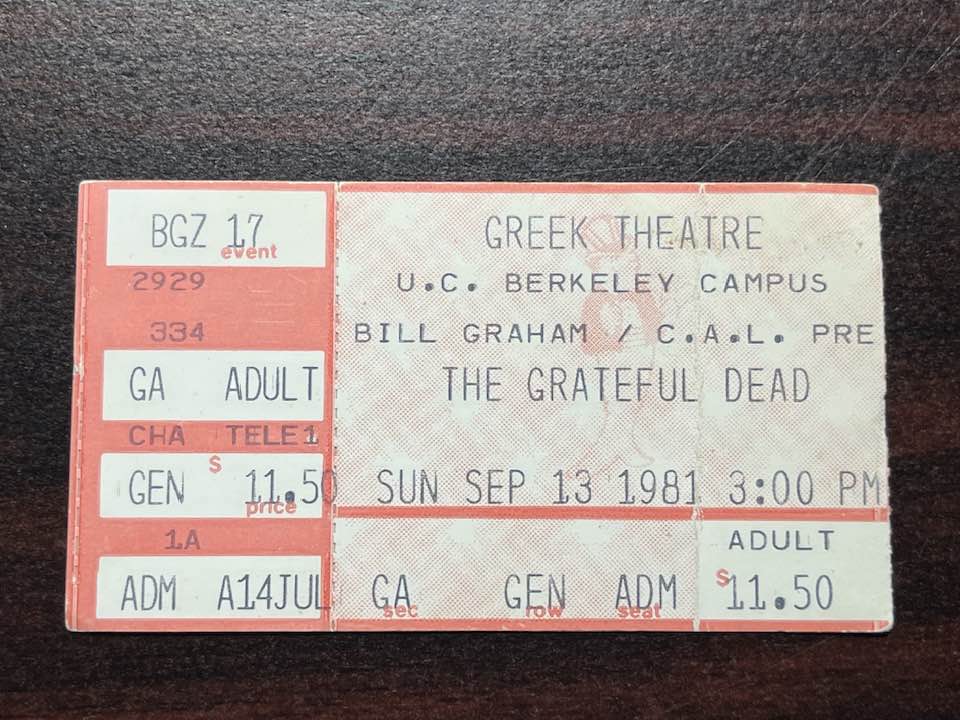 BGZ 17
event
2929
334
GA ADULT
CHA TELE1
$
GEN 11.50
price
1A
ADM A14JUL
GREEK THEATRE
U.C. BERKELEY CAMPUS
BILL GRAHAM / C.A.L. PRE
THE GRATEFUL DEAD
SUN SEP 13 1981 3:00 PM
ADULT
GA GEN ADM $11.50
sec row seat